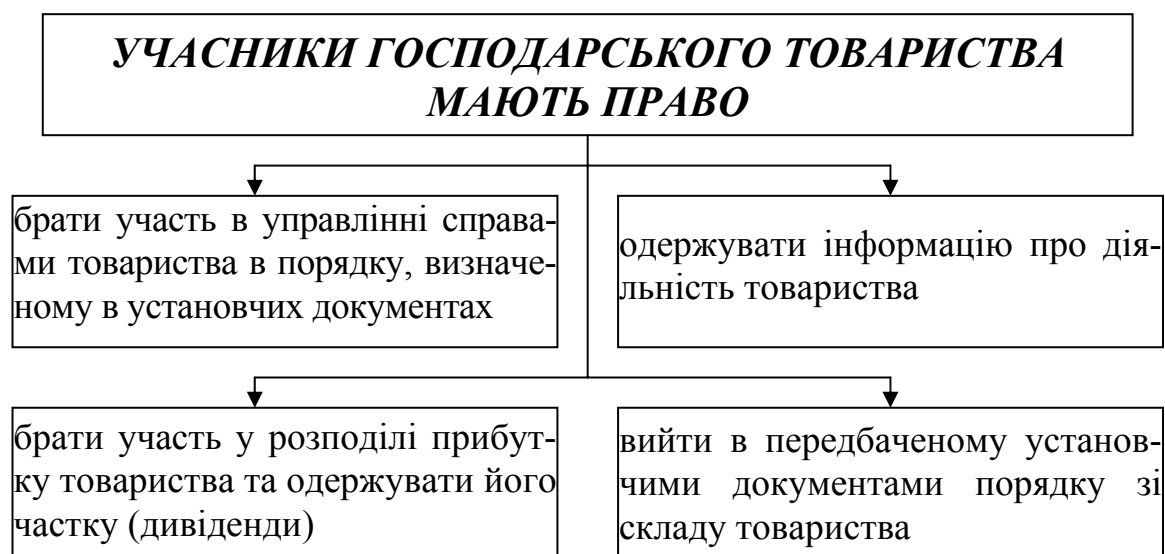 УЧАСНИКИ ГОСПОДАРСЬКОГО ТОВАРИСТВА
МАЮТЬ ПРАВО
брати участь в управлінні справа-
ми товариства в порядку, визначе-
ному в установчих документах
одержувати інформацію про дія-
льність товариства
брати участь у розподілі прибут-
ку товариства та одержувати його
частку (дивіденди)
вийти в передбаченому установ-
чими документами порядку зі
складу товариства